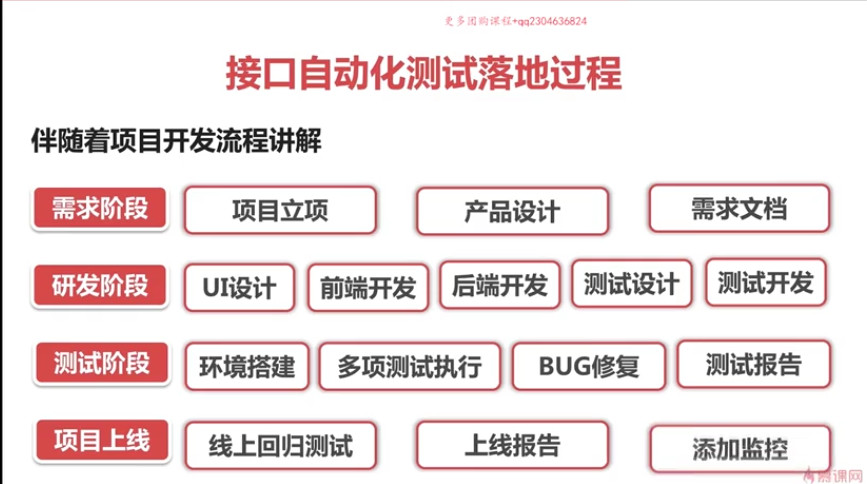 更多团购课程+qq2304636824
接口自动化测试落地过程
伴随着项目开发流程讲解
需求阶段 项目立项 产品设计 需求文档
研发阶段 UI设计 前端开发 后端开发 测试设计 测试开发
测试阶段 环境搭建 多项测试执行 BUG修复 测试报告
项目上线 线上回归测试 上线报告 添加监控
慕课网